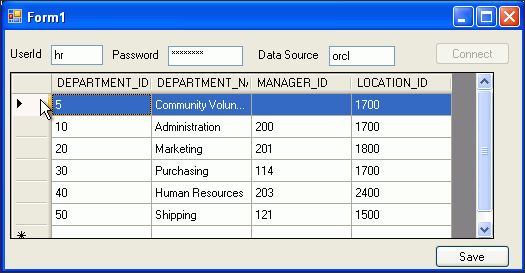 Form1
UserId hr Password ******** Data Source orcl Connect
DEPARTMENT_ID DEPARTMENT_NA MANAGER_ID LOCATION_ID
5 Community Volun... 1700
10 Administration 200 1700
20 Marketing 201 1800
30 Purchasing 114 1700
40 Human Resources 203 2400
50 Shipping 121 1500
Save